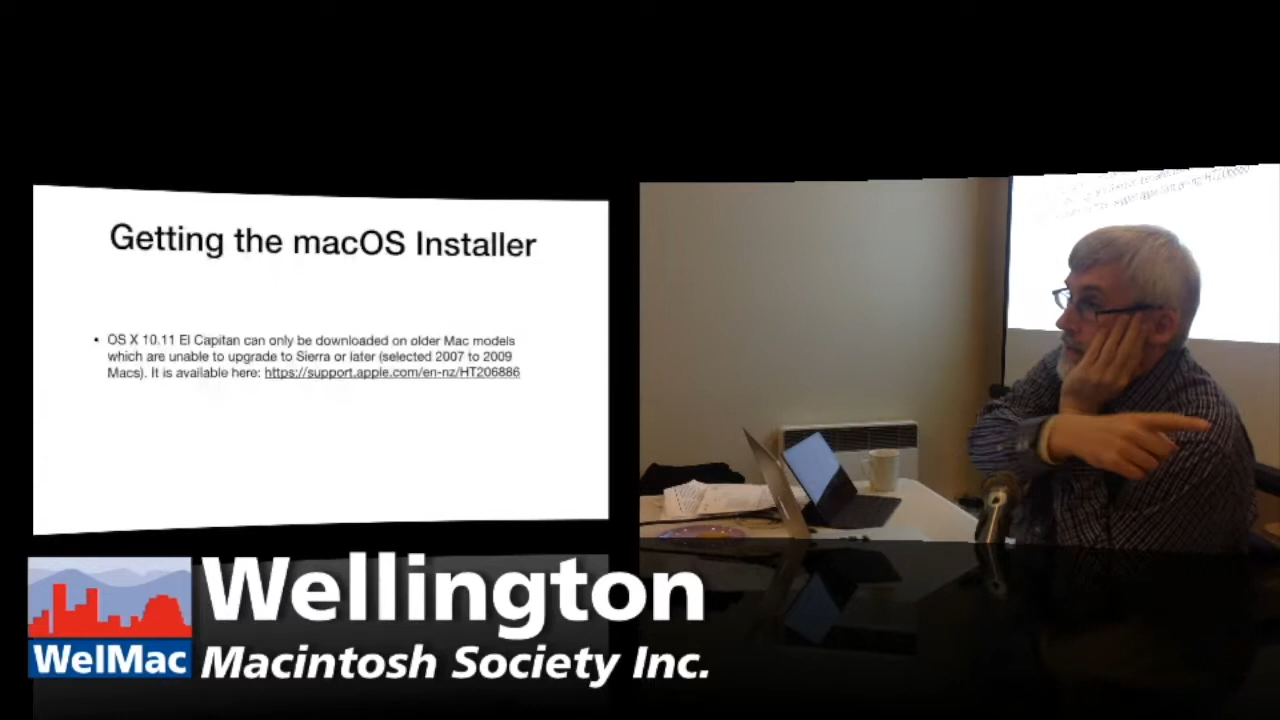 Getting the macOS Installer
• OS X 10.11 El Capitan can only be downloaded on older Mac models
which are unable to upgrade to Sierra or later (selected 2007 to 2009
Macs). It is available here: https://support.apple.com/en-nz/HT206886
WelMac
Wellington
Macintosh Society Inc.